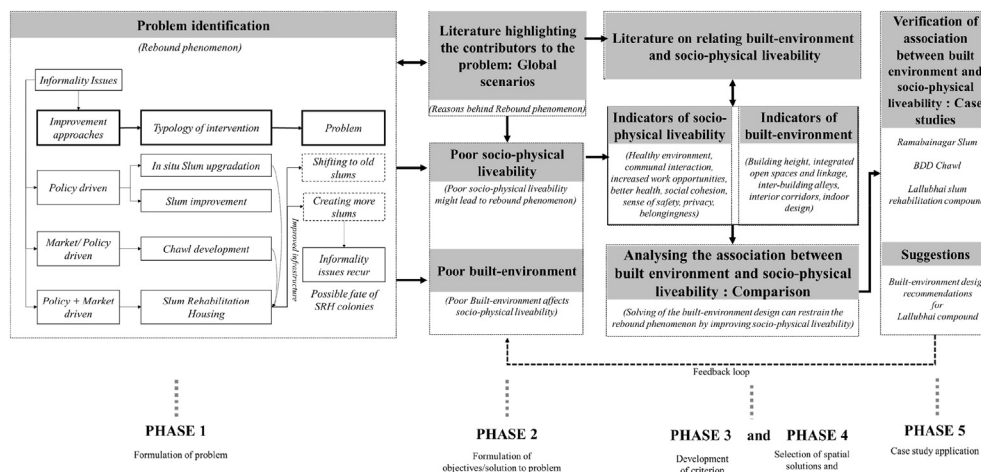 Problem identification
(Rebound phenomenon)
Informality Issues
Improvement
approaches
Typology of intervention
Problem
Policy driven
In situ Slum upgradation
Slum improvement
Market/ Policy
driven
Chawl development
Policy + Market
driven
Slum Rehabilitation
Housing
Improved infrastructure
Shifting to old
slums
Creating more
slums
Informality
issues recur
Possible fate of
SRH colonies
Literature highlighting
the contributors to the
problem: Global
scenarios
(Reasons behind Rebound phenomenon)
Poor socio-physical
liveability
(Poor socio-physical liveability
might lead to rebound phenomenon)
Poor built-environment
(Poor Built-environment affects
socio-physical liveability)
Literature on relating built-environment
and socio-physical liveability
Indicators of socio-
physical liveability
(Healthy environment,
communal interaction,
increased work opportunities,
better health, social cohesion,
sense of safety, privacy,
belongingness)
Indicators of
built-environment
(Building height, integrated
open spaces and linkage,
inter-building alleys,
interior corridors, indoor
design)
Analysing the association between
built environment and socio-physical
liveability : Comparison
(Solving of the built-environment design can restrain the
rebound phenomenon by improving socio-physical liveability)
Verification of
association
between built
environment and
socio-physical
liveability : Case
studies
Ramabainagar Slum
BDD Chawl
Lallubhai slum
rehabilitation compound
Suggestions
Built-environment design
recommendations
for
Lallubhai compound
Feedback loop
PHASE 1
Formulation of problem
PHASE 2
Formulation of
objectives/solution to problem
PHASE 3 and PHASE 4
Development
of criterion
Selection of spatial
solutions and
PHASE 5
Case study application